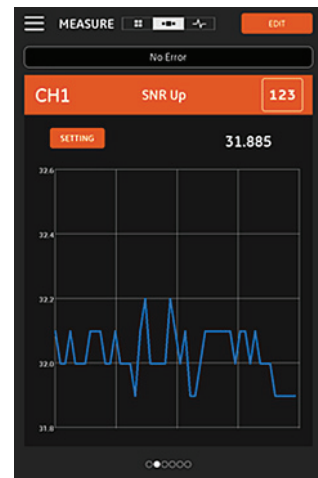 MEASURE EDIT
No Error
CH1 SNR Up 123
SETTING 31.885
32.6
32.4
32.2
32.0
31.8